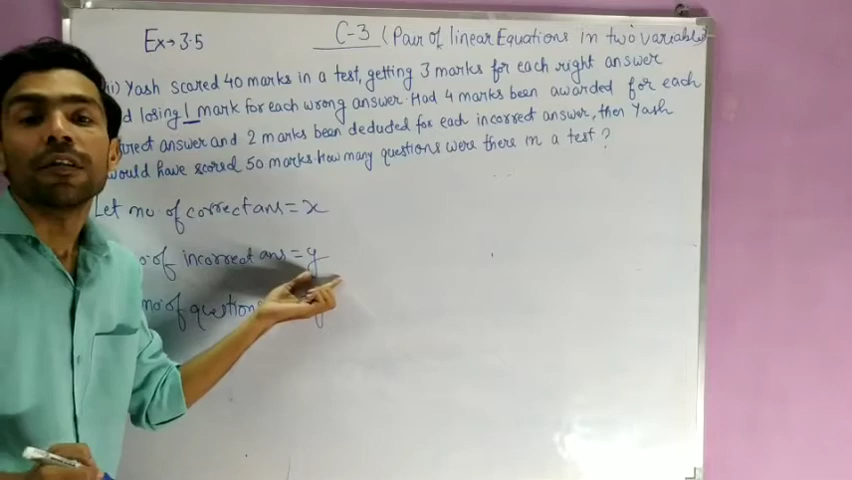 Ex→3.5
C-3 (Pair of linear Equations in two variables)
iii) Yash scored 40 marks in a test, getting 3 marks for each right answer
d losing 1 mark for each wrong answer. Had 4 marks been awarded for each
rrect answer and 2 marks been deducted for each incorrect answer, then Yash
would have scored 50 marks. how many questions were there in a test?
Let no of correct ans = x
o. of incorrect ans = y
no. of question
y